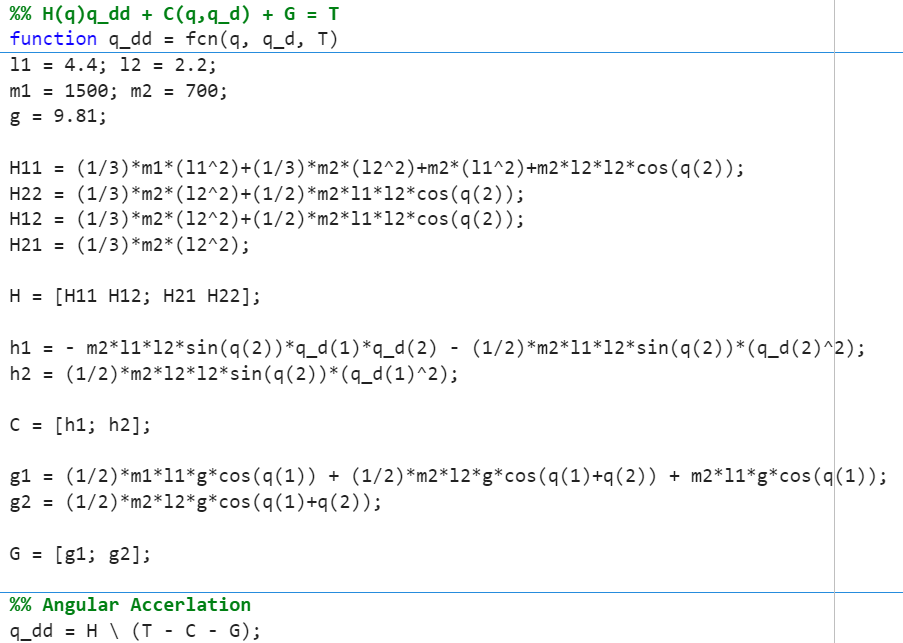 %% H(q)q_dd + C(q,q_d) + G = T
function q_dd = fcn(q, q_d, T)
l1 = 4.4; l2 = 2.2;
m1 = 1500; m2 = 700;
g = 9.81;
H11 = (1/3)*m1*(l1^2)+(1/3)*m2*(l2^2)+m2*(l1^2)+m2*l2*l2*cos(q(2));
H22 = (1/3)*m2*(l2^2)+(1/2)*m2*l1*l2*cos(q(2));
H12 = (1/3)*m2*(l2^2)+(1/2)*m2*l1*l2*cos(q(2));
H21 = (1/3)*m2*(l2^2);
H = [H11 H12; H21 H22];
h1 = - m2*l1*l2*sin(q(2))*q_d(1)*q_d(2) - (1/2)*m2*l1*l2*sin(q(2))*(q_d(2)^2);
h2 = (1/2)*m2*l2*l2*sin(q(2))*(q_d(1)^2);
C = [h1; h2];
g1 = (1/2)*m1*l1*g*cos(q(1)) + (1/2)*m2*l2*g*cos(q(1)+q(2)) + m2*l1*g*cos(q(1));
g2 = (1/2)*m2*l2*g*cos(q(1)+q(2));
G = [g1; g2];
%% Angular Accerlation
q_dd = H \ (T - C - G);